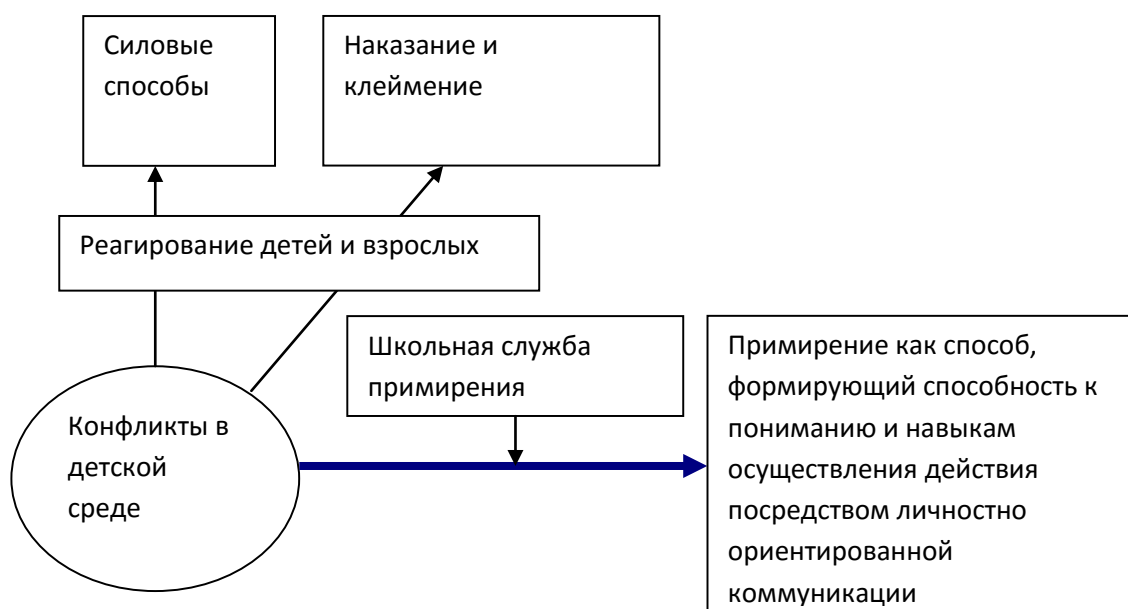 Силовые
способы
Наказание и
клеймение
Реагирование детей и взрослых
Школьная служба
примирения
Примирение как способ,
формирующий способность к
пониманию и навыкам
осуществления действия
посредством личностно
ориентированной
коммуникации
Конфликты в
детской
среде